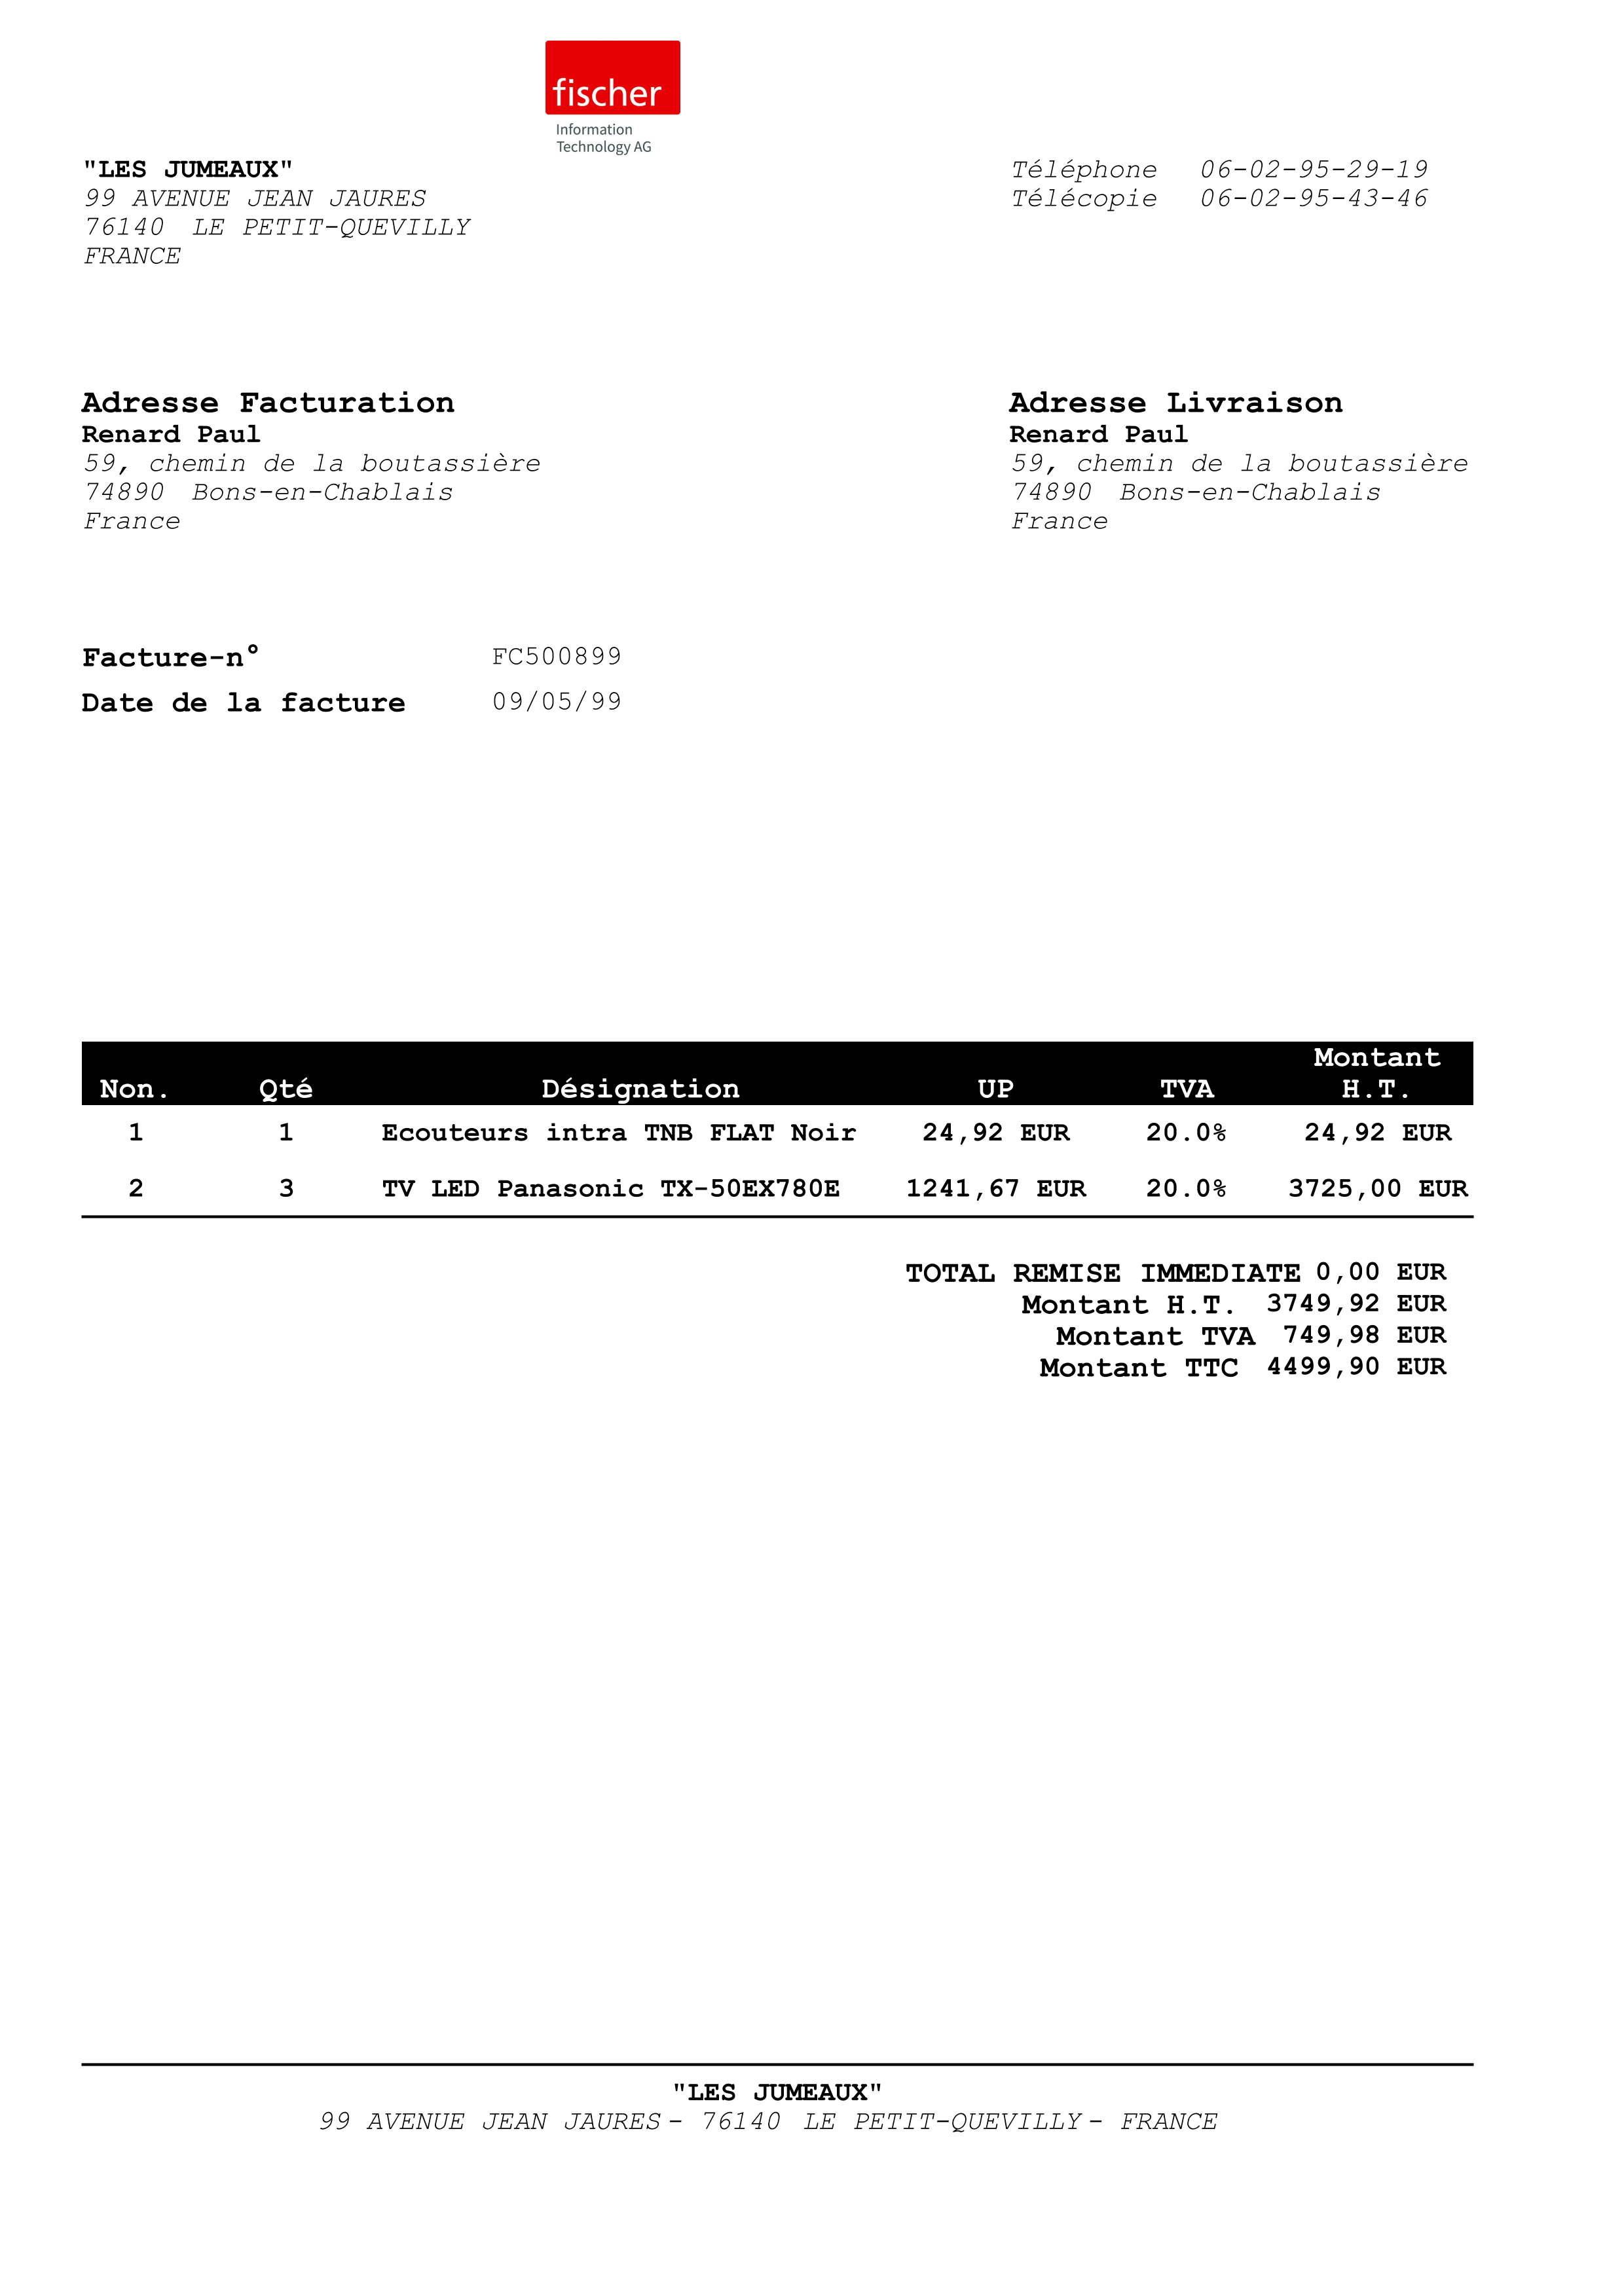 fischer
Information
Technology AG
"LES JUMEAUX"
99 AVENUE JEAN JAURES
76140 LE PETIT-QUEVILLY
FRANCE
Téléphone 06-02-95-29-19
Télécopie 06-02-95-43-46
Adresse Facturation
Renard Paul
59, chemin de la boutassière
74890 Bons-en-Chablais
France
Adresse Livraison
Renard Paul
59, chemin de la boutassière
74890 Bons-en-Chablais
France
Facture-n° FC500899
Date de la facture 09/05/99
Non. Qté Désignation UP TVA Montant H.T.
1 1 Ecouteurs intra TNB FLAT Noir 24,92 EUR 20.0% 24,92 EUR
2 3 TV LED Panasonic TX-50EX780E 1241,67 EUR 20.0% 3725,00 EUR
TOTAL REMISE IMMEDIATE 0,00 EUR
Montant H.T. 3749,92 EUR
Montant TVA 749,98 EUR
Montant TTC 4499,90 EUR
"LES JUMEAUX"
99 AVENUE JEAN JAURES - 76140 LE PETIT-QUEVILLY - FRANCE